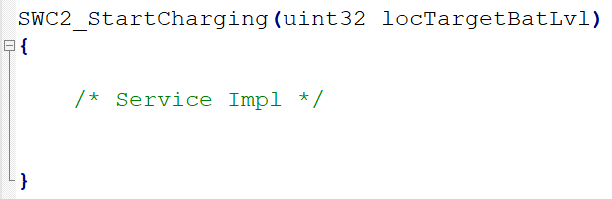 SWC2_StartCharging(uint32 locTargetBatLvl)
{
/* Service Impl */
}